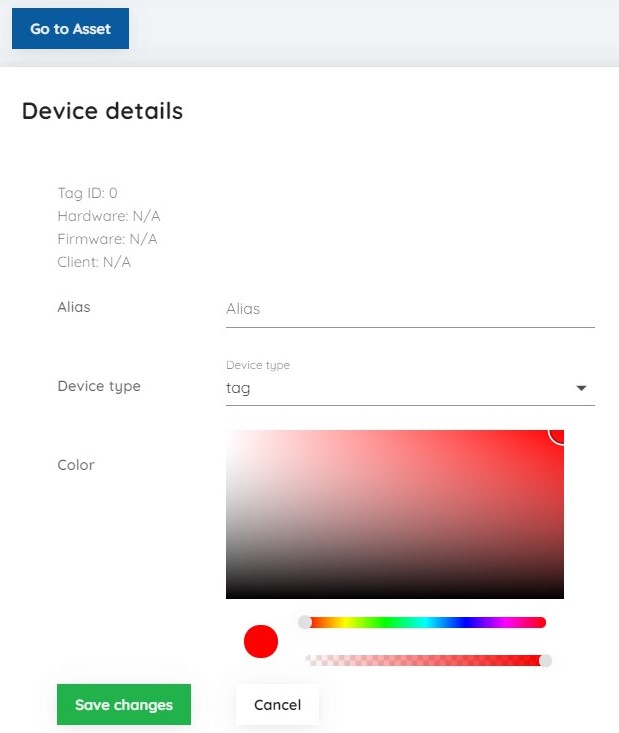 Go to Asset
Device details
Tag ID: 0
Hardware: N/A
Firmware: N/A
Client: N/A
Alias
Alias
Device type
Device type
tag
Color
Save changes
Cancel